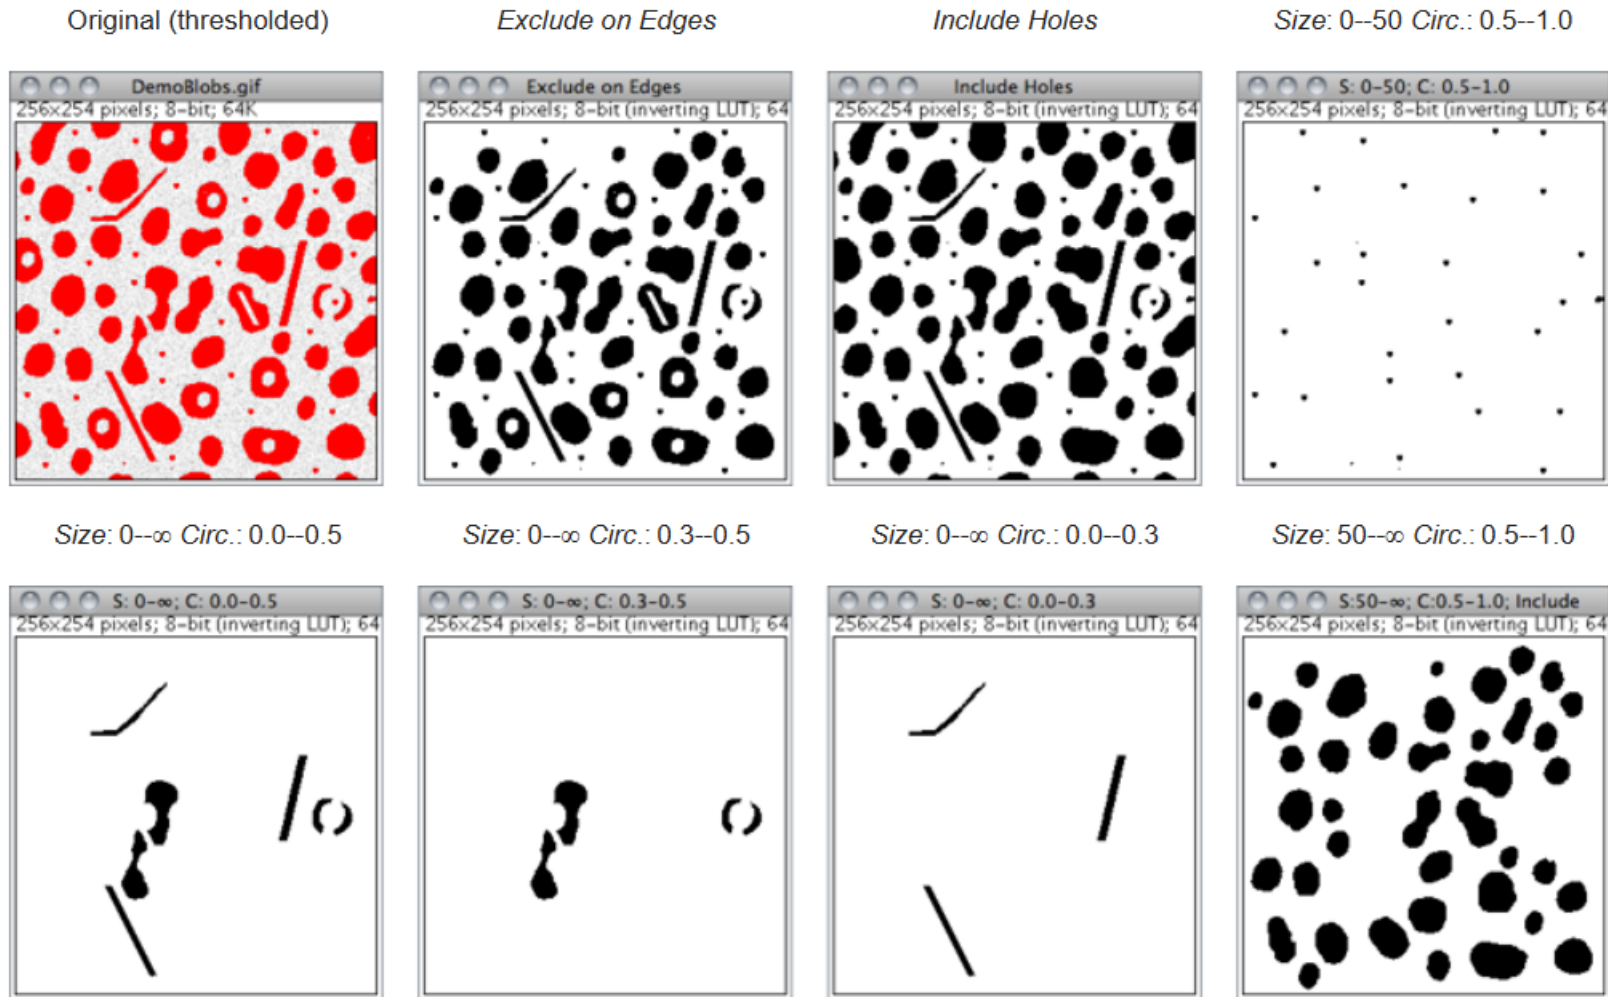 Original (thresholded)
Exclude on Edges
Include Holes
Size: 0--50 Circ.: 0.5--1.0
DemoBlobs.gif
256x254 pixels; 8-bit; 64K
Exclude on Edges
256x254 pixels; 8-bit (inverting LUT); 64
Include Holes
256x254 pixels; 8-bit (inverting LUT); 64
S: 0-50; C: 0.5-1.0
256x254 pixels; 8-bit (inverting LUT); 64
Size: 0--∞ Circ.: 0.0--0.5
Size: 0--∞ Circ.: 0.3--0.5
Size: 0--∞ Circ.: 0.0--0.3
Size: 50--∞ Circ.: 0.5--1.0
S: 0-∞; C: 0.0-0.5
256x254 pixels; 8-bit (inverting LUT); 64
S: 0-∞; C: 0.3-0.5
256x254 pixels; 8-bit (inverting LUT); 64
S: 0-∞; C: 0.0-0.3
256x254 pixels; 8-bit (inverting LUT); 64
S:50-∞; C:0.5-1.0; Include
256x254 pixels; 8-bit (inverting LUT); 64